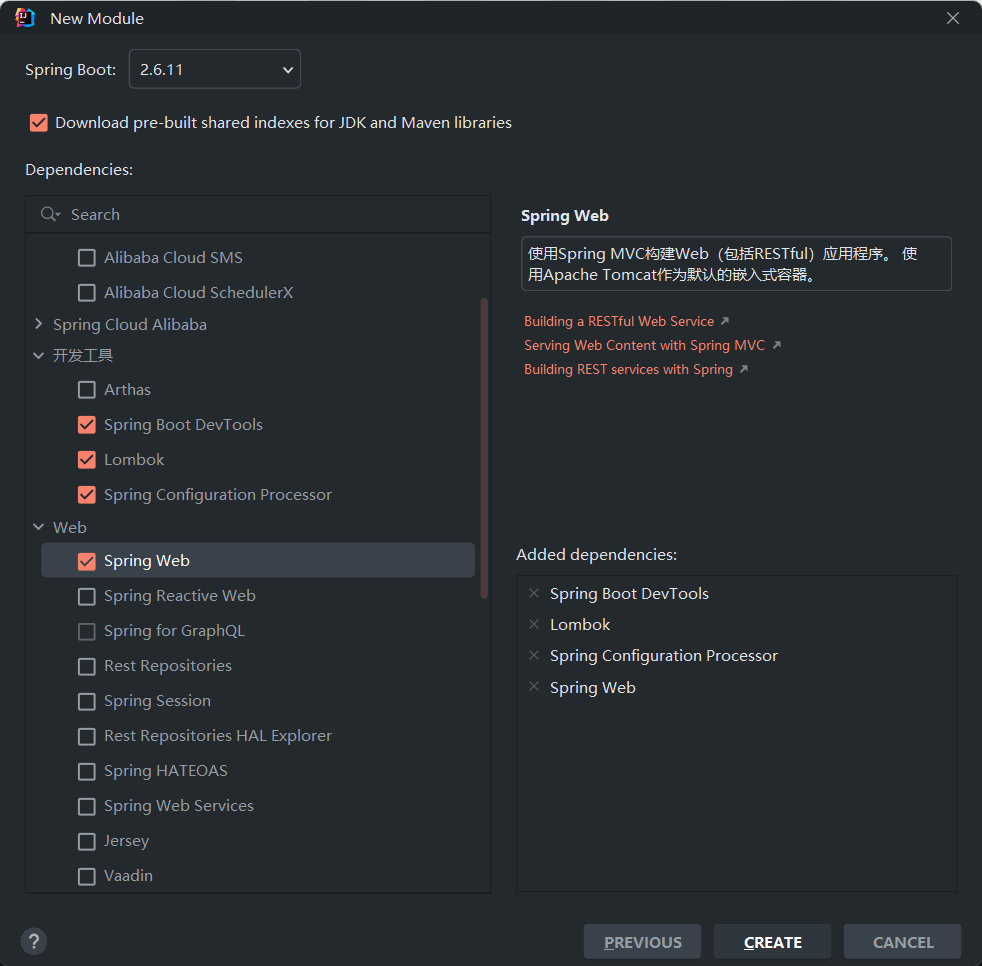 New Module
Spring Boot:
2.6.11
Download pre-built shared indexes for JDK and Maven libraries
Dependencies:
Search
Alibaba Cloud SMS
Alibaba Cloud SchedulerX
Spring Cloud Alibaba
开发工具
Arthas
Spring Boot DevTools
Lombok
Spring Configuration Processor
Web
Spring Web
Spring Reactive Web
Spring for GraphQL
Rest Repositories
Spring Session
Rest Repositories HAL Explorer
Spring HATEOAS
Spring Web Services
Jersey
Vaadin
Spring Web
使用Spring MVC构建Web（包括RESTful）应用程序。 使
用Apache Tomcat作为默认的嵌入式容器。
Building a RESTful Web Service
Serving Web Content with Spring MVC
Building REST services with Spring
Added dependencies:
Spring Boot DevTools
Lombok
Spring Configuration Processor
Spring Web
?
PREVIOUS
CREATE
CANCEL